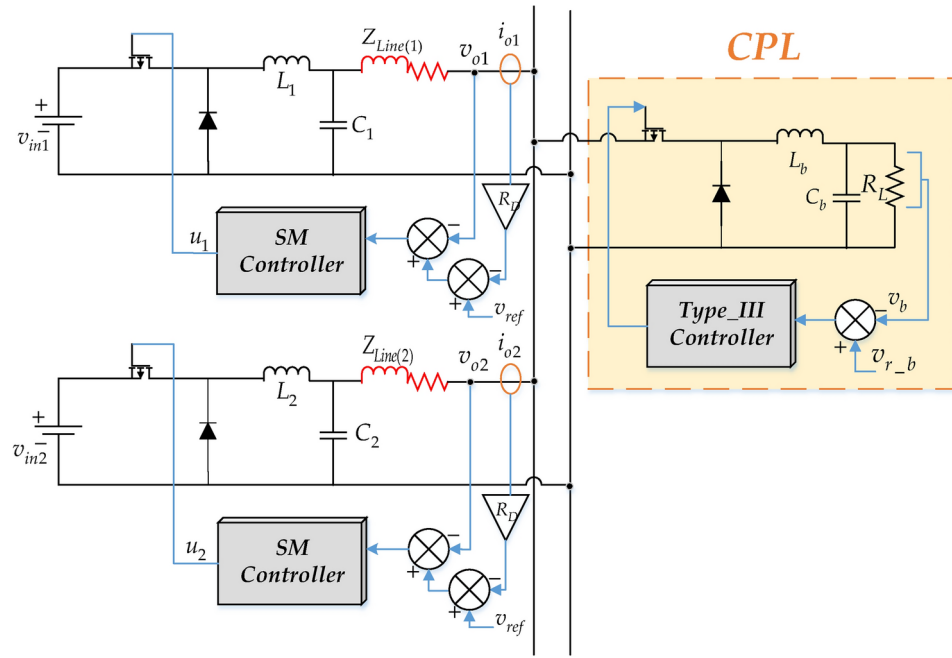 Z_Line(1)
v_o1
i_o1
L_1
C_1
+
−
v_in1
R_D
SM
Controller
u_1
−
+
−
+
v_ref
Z_Line(2)
v_o2
i_o2
L_2
C_2
+
−
v_in2
R_D
SM
Controller
u_2
−
+
−
+
v_ref
CPL
L_b
C_b
R_L
Type_III
Controller
−
+
v_b
v_r_b